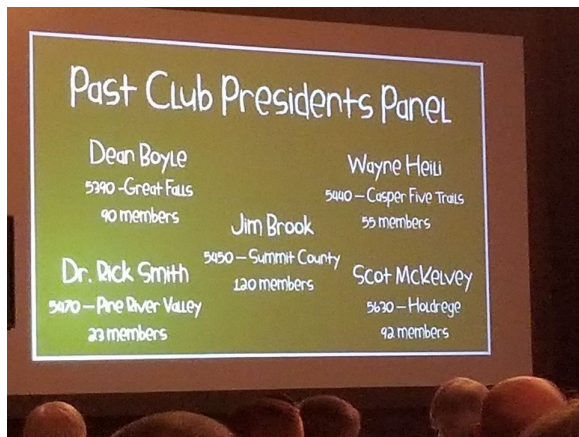 Past Club Presidents Panel
Dean Boyle
5390 -Great Falls
90 members
Wayne Heili
5440 – Casper Five Trails
55 members
Jim Brook
5450 – Summit County
120 members
Dr. Rick Smith
5470 – Pine River Valley
23 members
Scot McKelvey
5630 – Holdrege
92 members